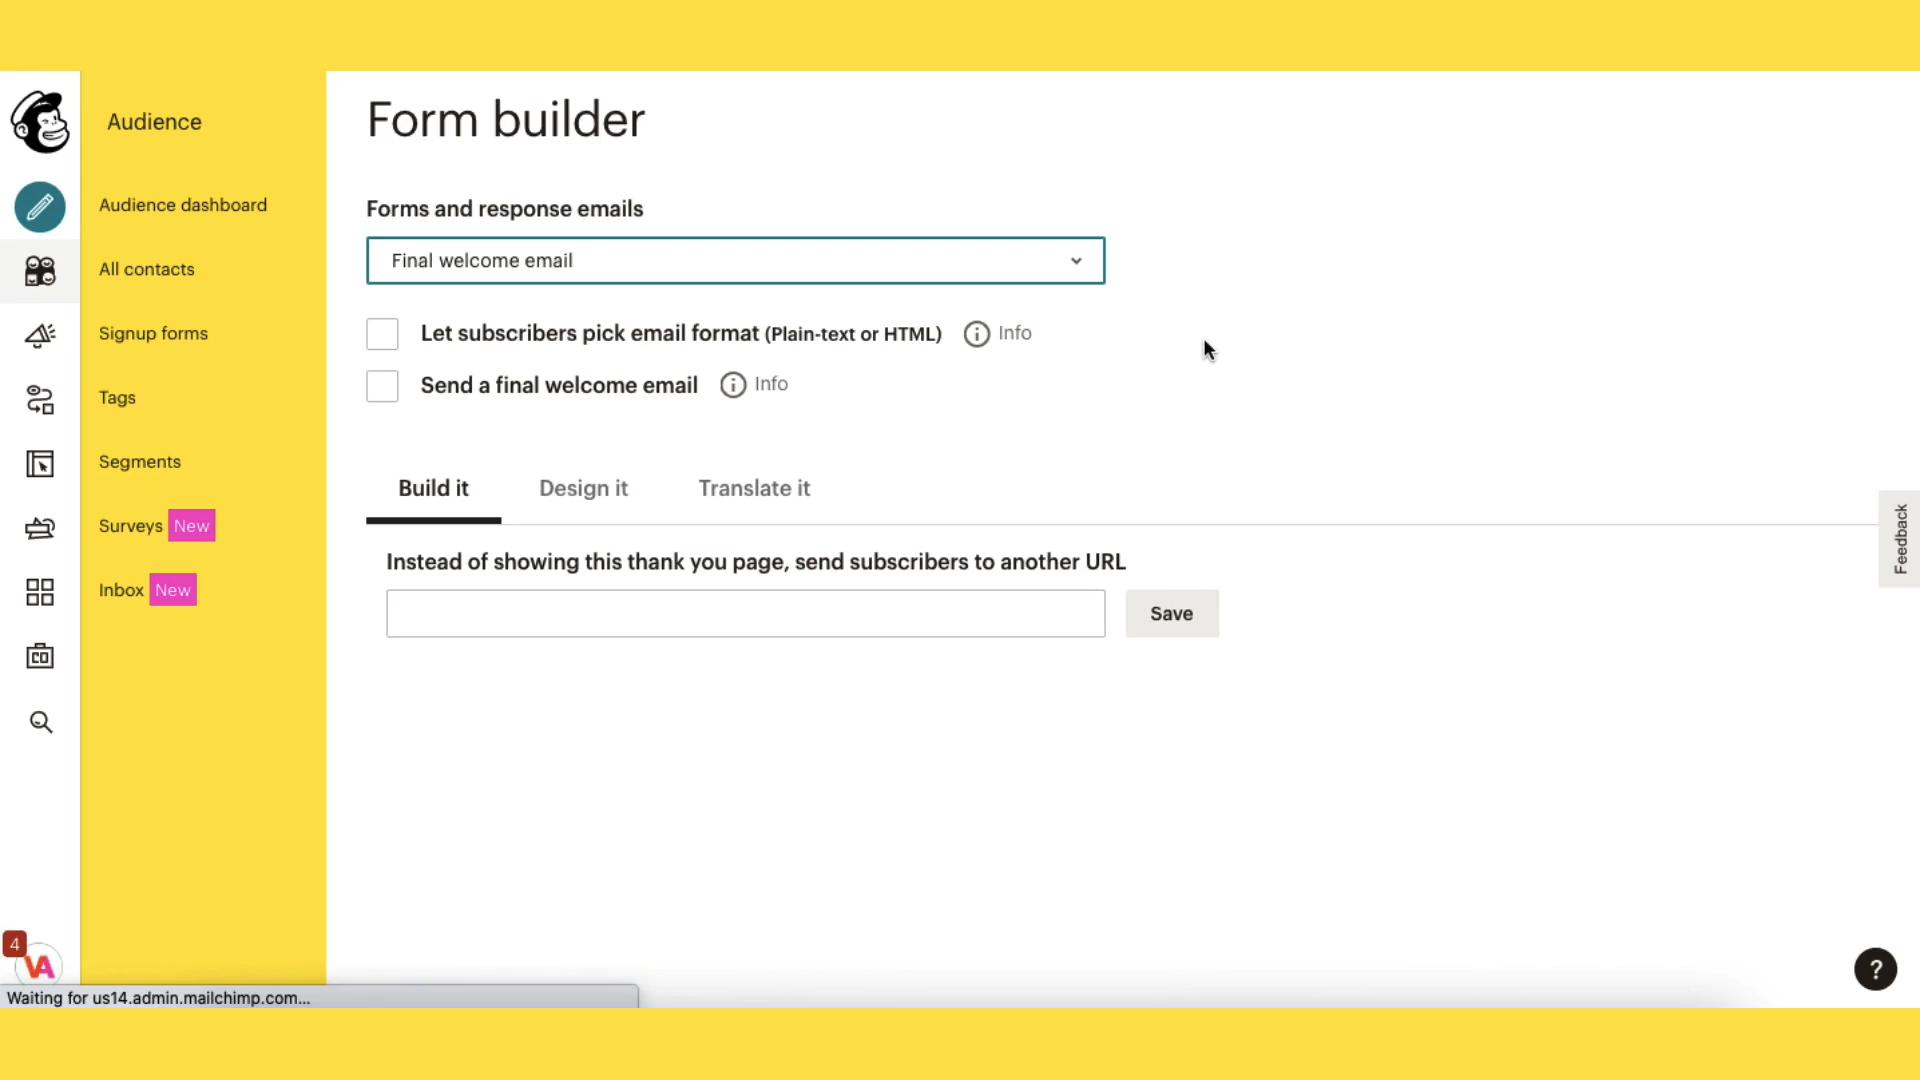 Audience
Audience dashboard
All contacts
Signup forms
Tags
Segments
Surveys New
Inbox New
4
VA
Waiting for us14.admin.mailchimp.com...
Form builder
Forms and response emails
Final welcome email
Let subscribers pick email format (Plain-text or HTML) i Info
Send a final welcome email i Info
Build it Design it Translate it
Instead of showing this thank you page, send subscribers to another URL
Save
Feedback
?